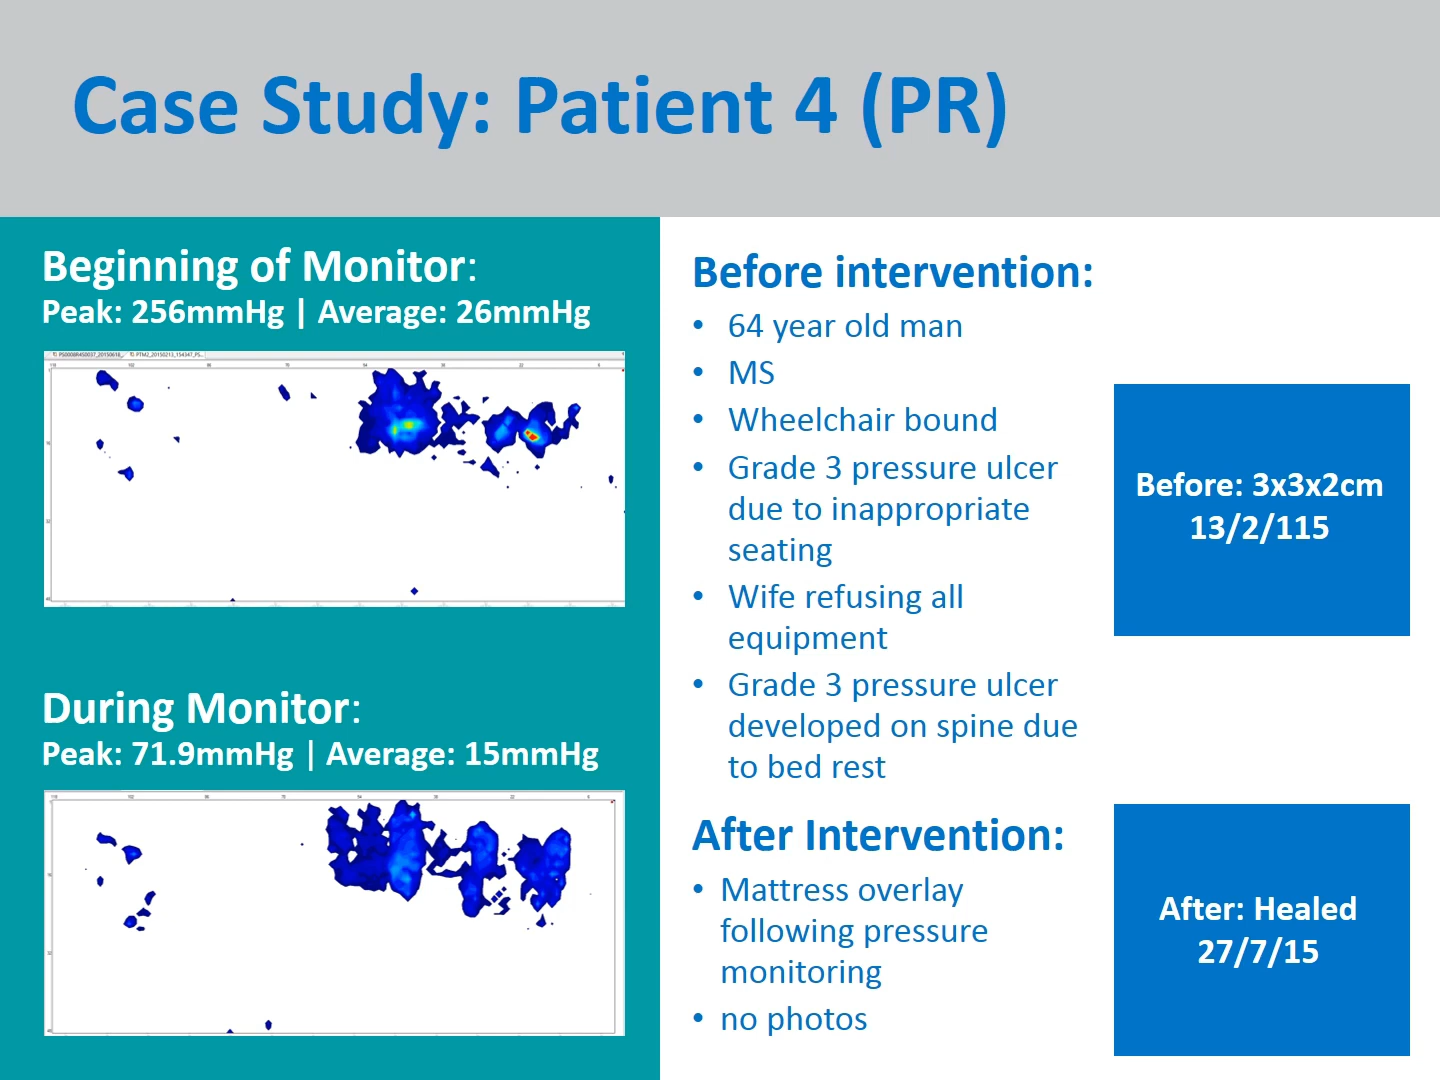 Case Study: Patient 4 (PR)
Beginning of Monitor:
Peak: 256mmHg | Average: 26mmHg
During Monitor:
Peak: 71.9mmHg | Average: 15mmHg
Before intervention:
• 64 year old man
• MS
• Wheelchair bound
• Grade 3 pressure ulcer
due to inappropriate
seating
• Wife refusing all
equipment
• Grade 3 pressure ulcer
developed on spine due
to bed rest
After Intervention:
• Mattress overlay
following pressure
monitoring
• no photos
Before: 3x3x2cm
13/2/115
After: Healed
27/7/15